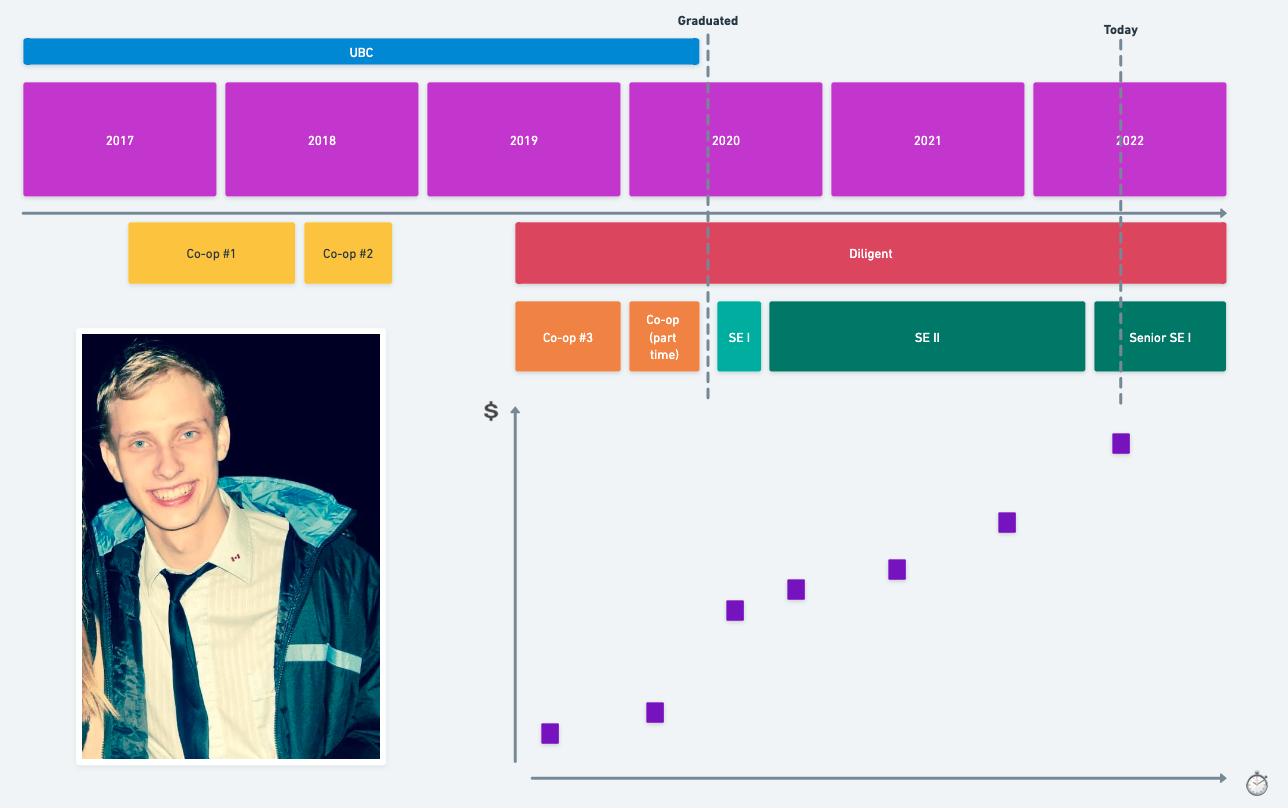 Graduated
Today
UBC
2017
2018
2019
2020
2021
2022
Co-op #1
Co-op #2
Diligent
Co-op #3
Co-op
(part
time)
SE I
SE II
Senior SE I
$